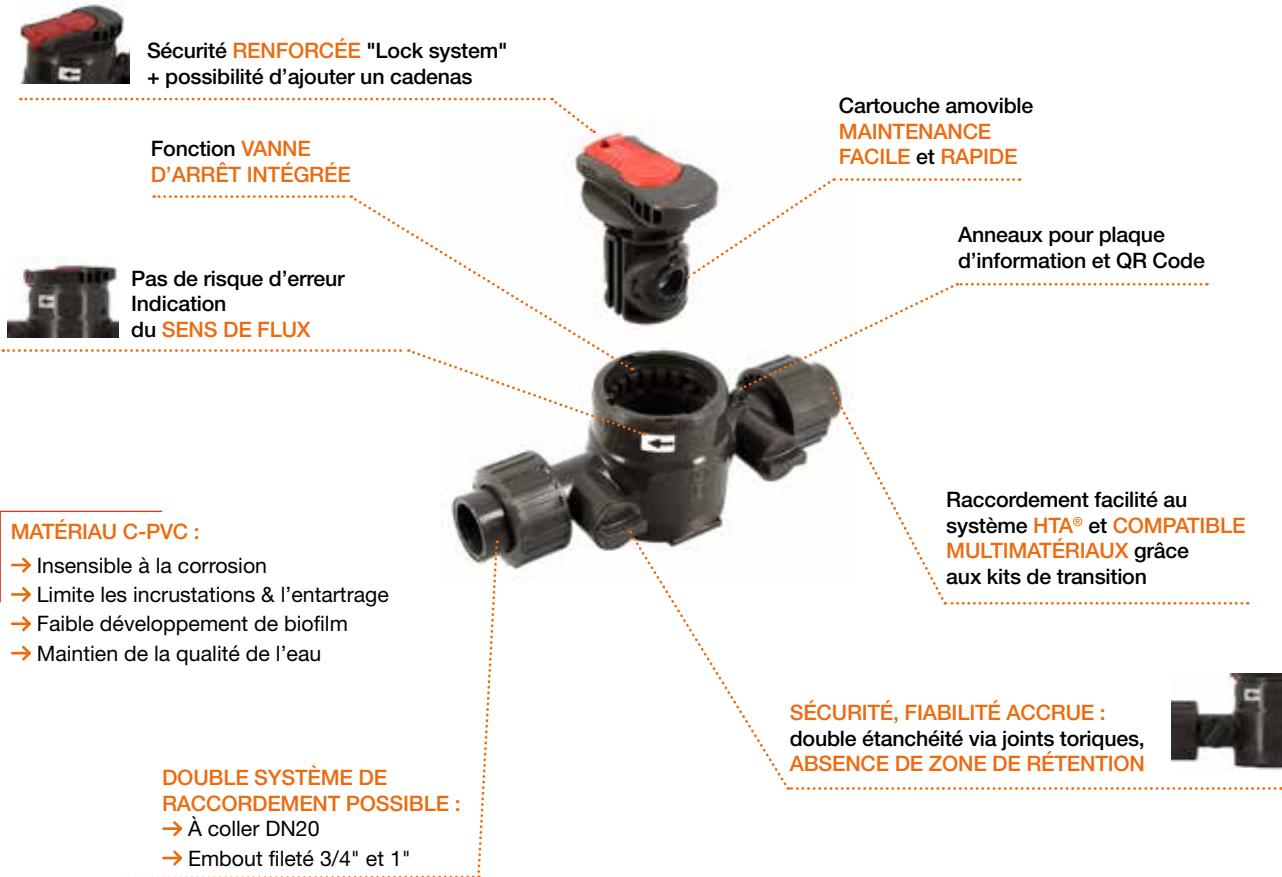 Sécurité RENFORCÉE "Lock system"
+ possibilité d'ajouter un cadenas
Cartouche amovible
MAINTENANCE
FACILE et RAPIDE
Fonction VANNE
D'ARRÊT INTÉGRÉE
Anneaux pour plaque
d'information et QR Code
Pas de risque d'erreur
Indication
du SENS DE FLUX
Raccordement facilité au
système HTA® et COMPATIBLE
MULTIMATÉRIAUX grâce
aux kits de transition
MATÉRIAU C-PVC :
→ Insensible à la corrosion
→ Limite les incrustations & l'entartrage
→ Faible développement de biofilm
→ Maintien de la qualité de l'eau
SÉCURITÉ, FIABILITÉ ACCRUE :
double étanchéité via joints toriques,
ABSENCE DE ZONE DE RÉTENTION
DOUBLE SYSTÈME DE
RACCORDEMENT POSSIBLE :
→ À coller DN20
→ Embout fileté 3/4" et 1"